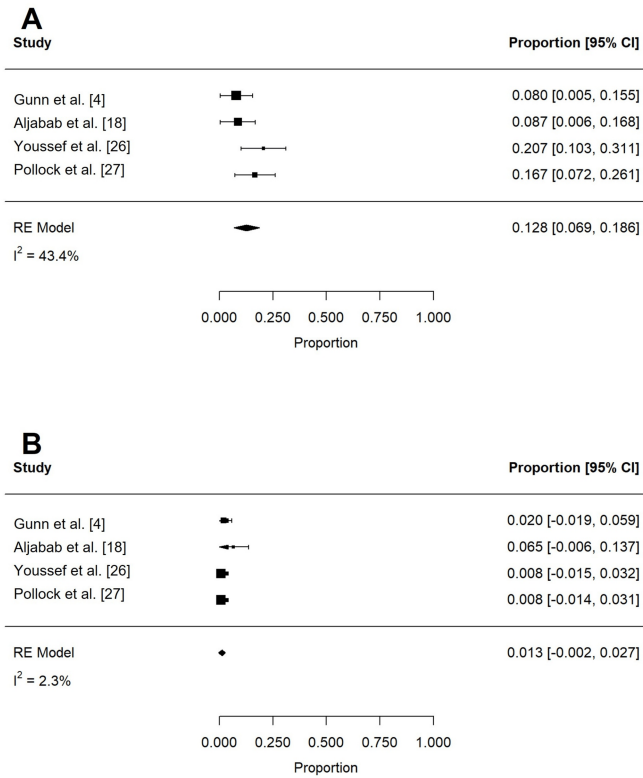 A
Study Proportion [95% CI]
Gunn et al. [4] 0.080 [0.005, 0.155]
Aljabab et al. [18] 0.087 [0.006, 0.168]
Youssef et al. [26] 0.207 [0.103, 0.311]
Pollock et al. [27] 0.167 [0.072, 0.261]
RE Model 0.128 [0.069, 0.186]
I² = 43.4%
0.000 0.250 0.500 0.750 1.000
Proportion
B
Study Proportion [95% CI]
Gunn et al. [4] 0.020 [-0.019, 0.059]
Aljabab et al. [18] 0.065 [-0.006, 0.137]
Youssef et al. [26] 0.008 [-0.015, 0.032]
Pollock et al. [27] 0.008 [-0.014, 0.031]
RE Model 0.013 [-0.002, 0.027]
I² = 2.3%
0.000 0.250 0.500 0.750 1.000
Proportion